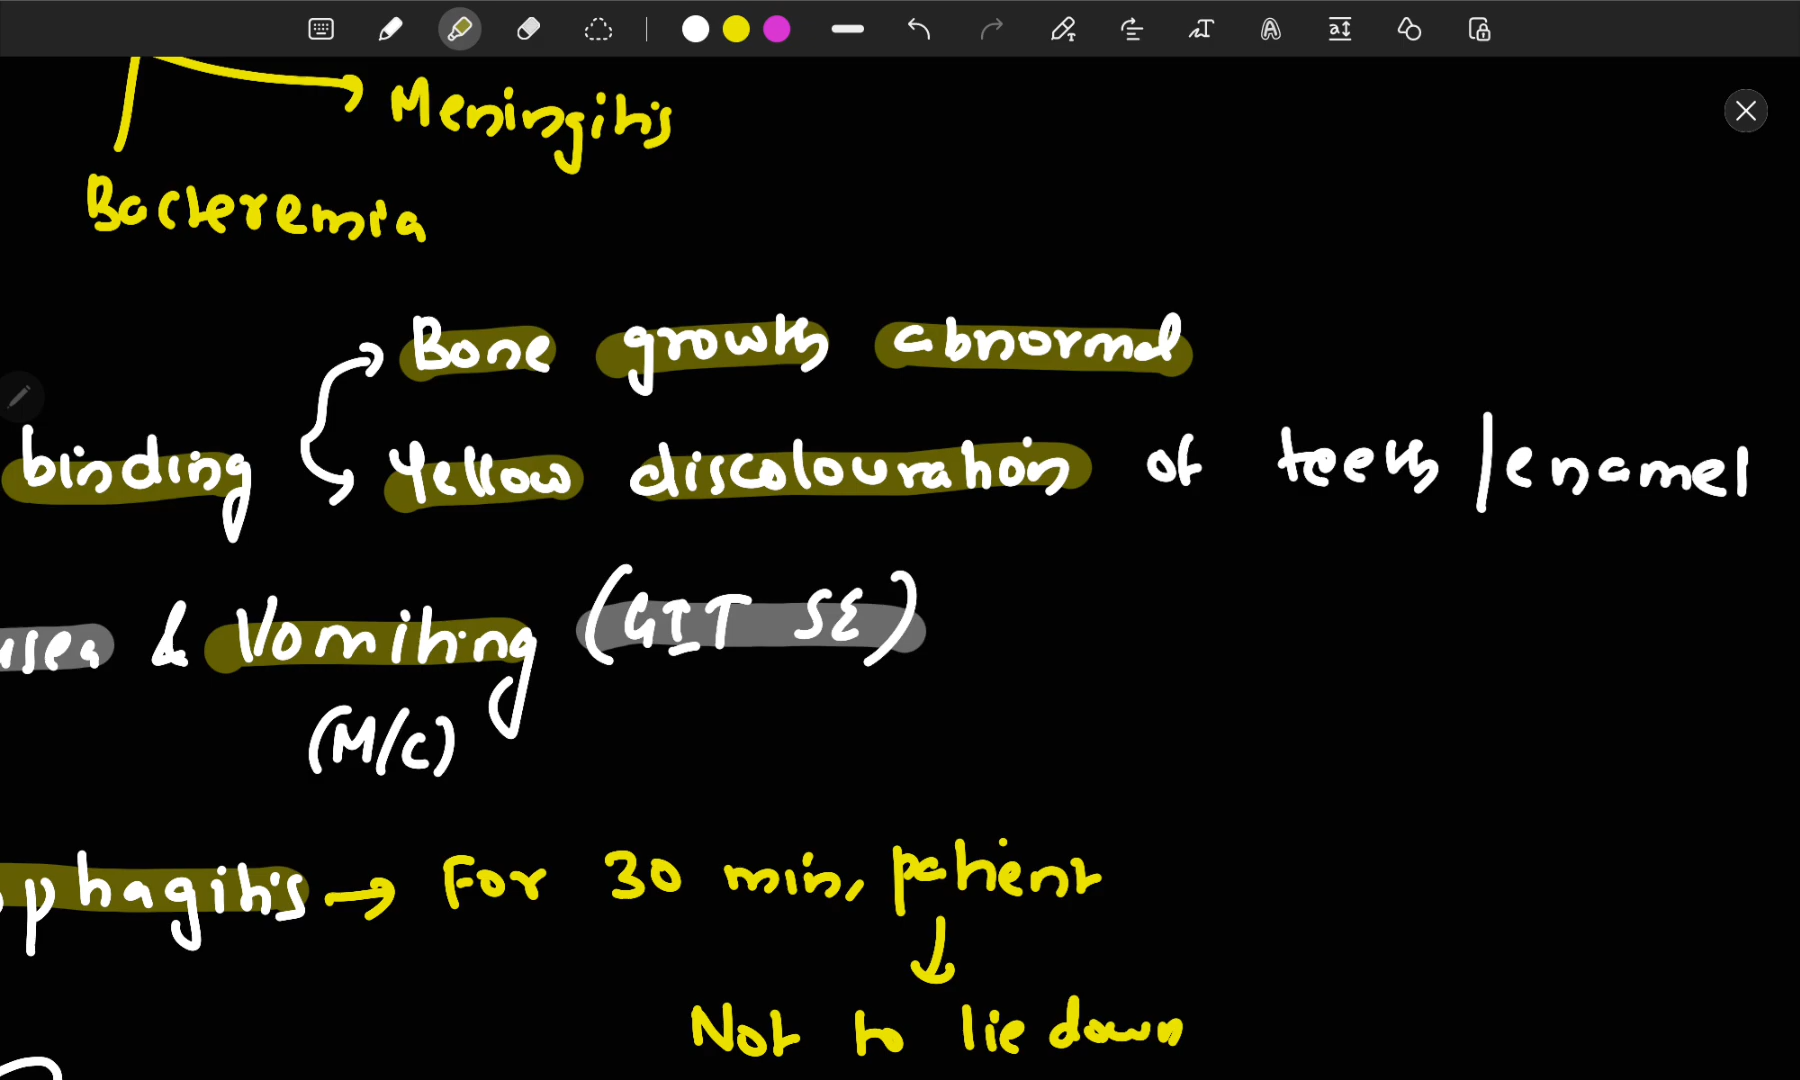 Meningitis
Bacteremia
Bone growth abnormal
binding
Yellow discolouration of teeth/enamel
usea & Vomiting (GIT SE)
(M/C)
phagitis → For 30 min, patient
↓
Not to lie down